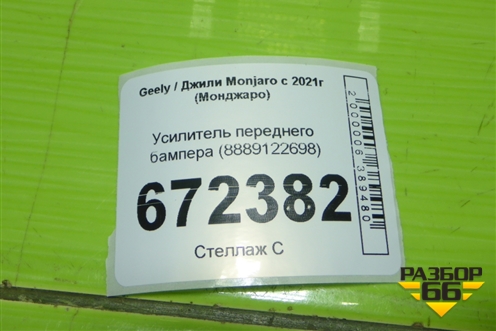 Geely / Джили Monjaro с 2021г
(Монджаро)
Усилитель переднего
бампера (8889122698)
672382
Стеллаж С
2000006389480
РАЗБОР
66